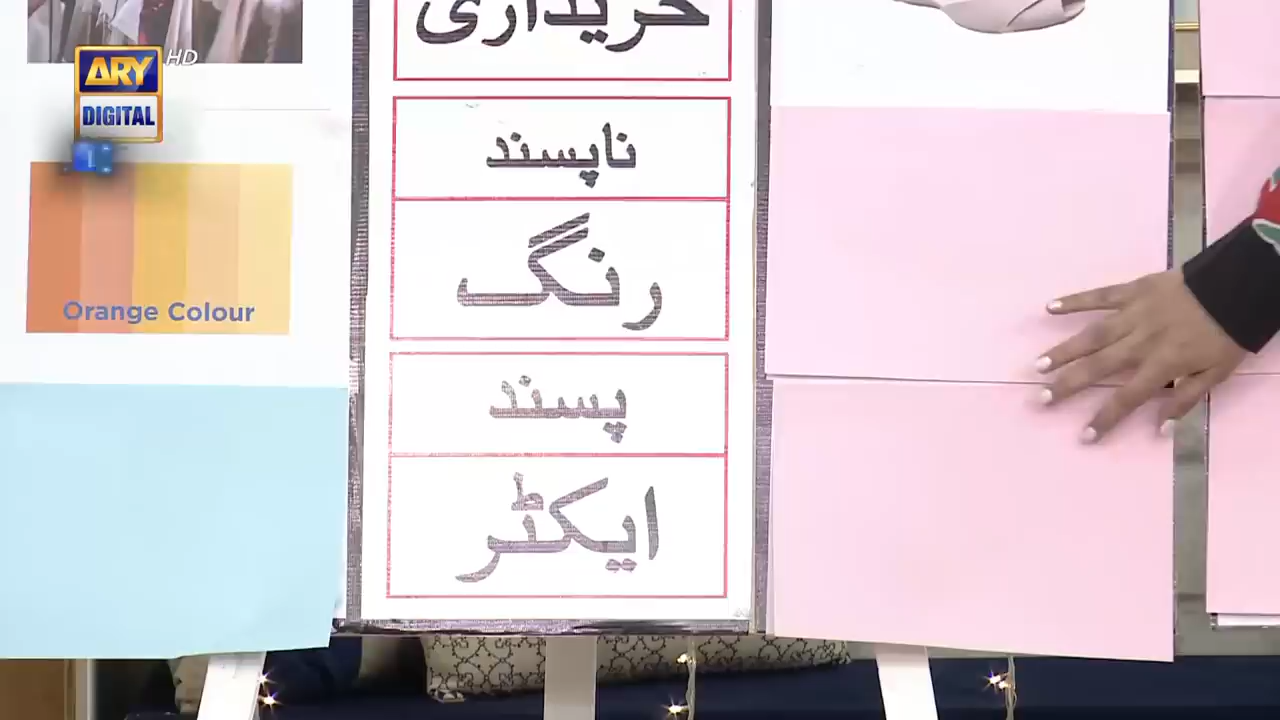 خریداری
ARY HD
DIGITAL
ناپسند
رنگ
Orange Colour
پسند
ایکٹر